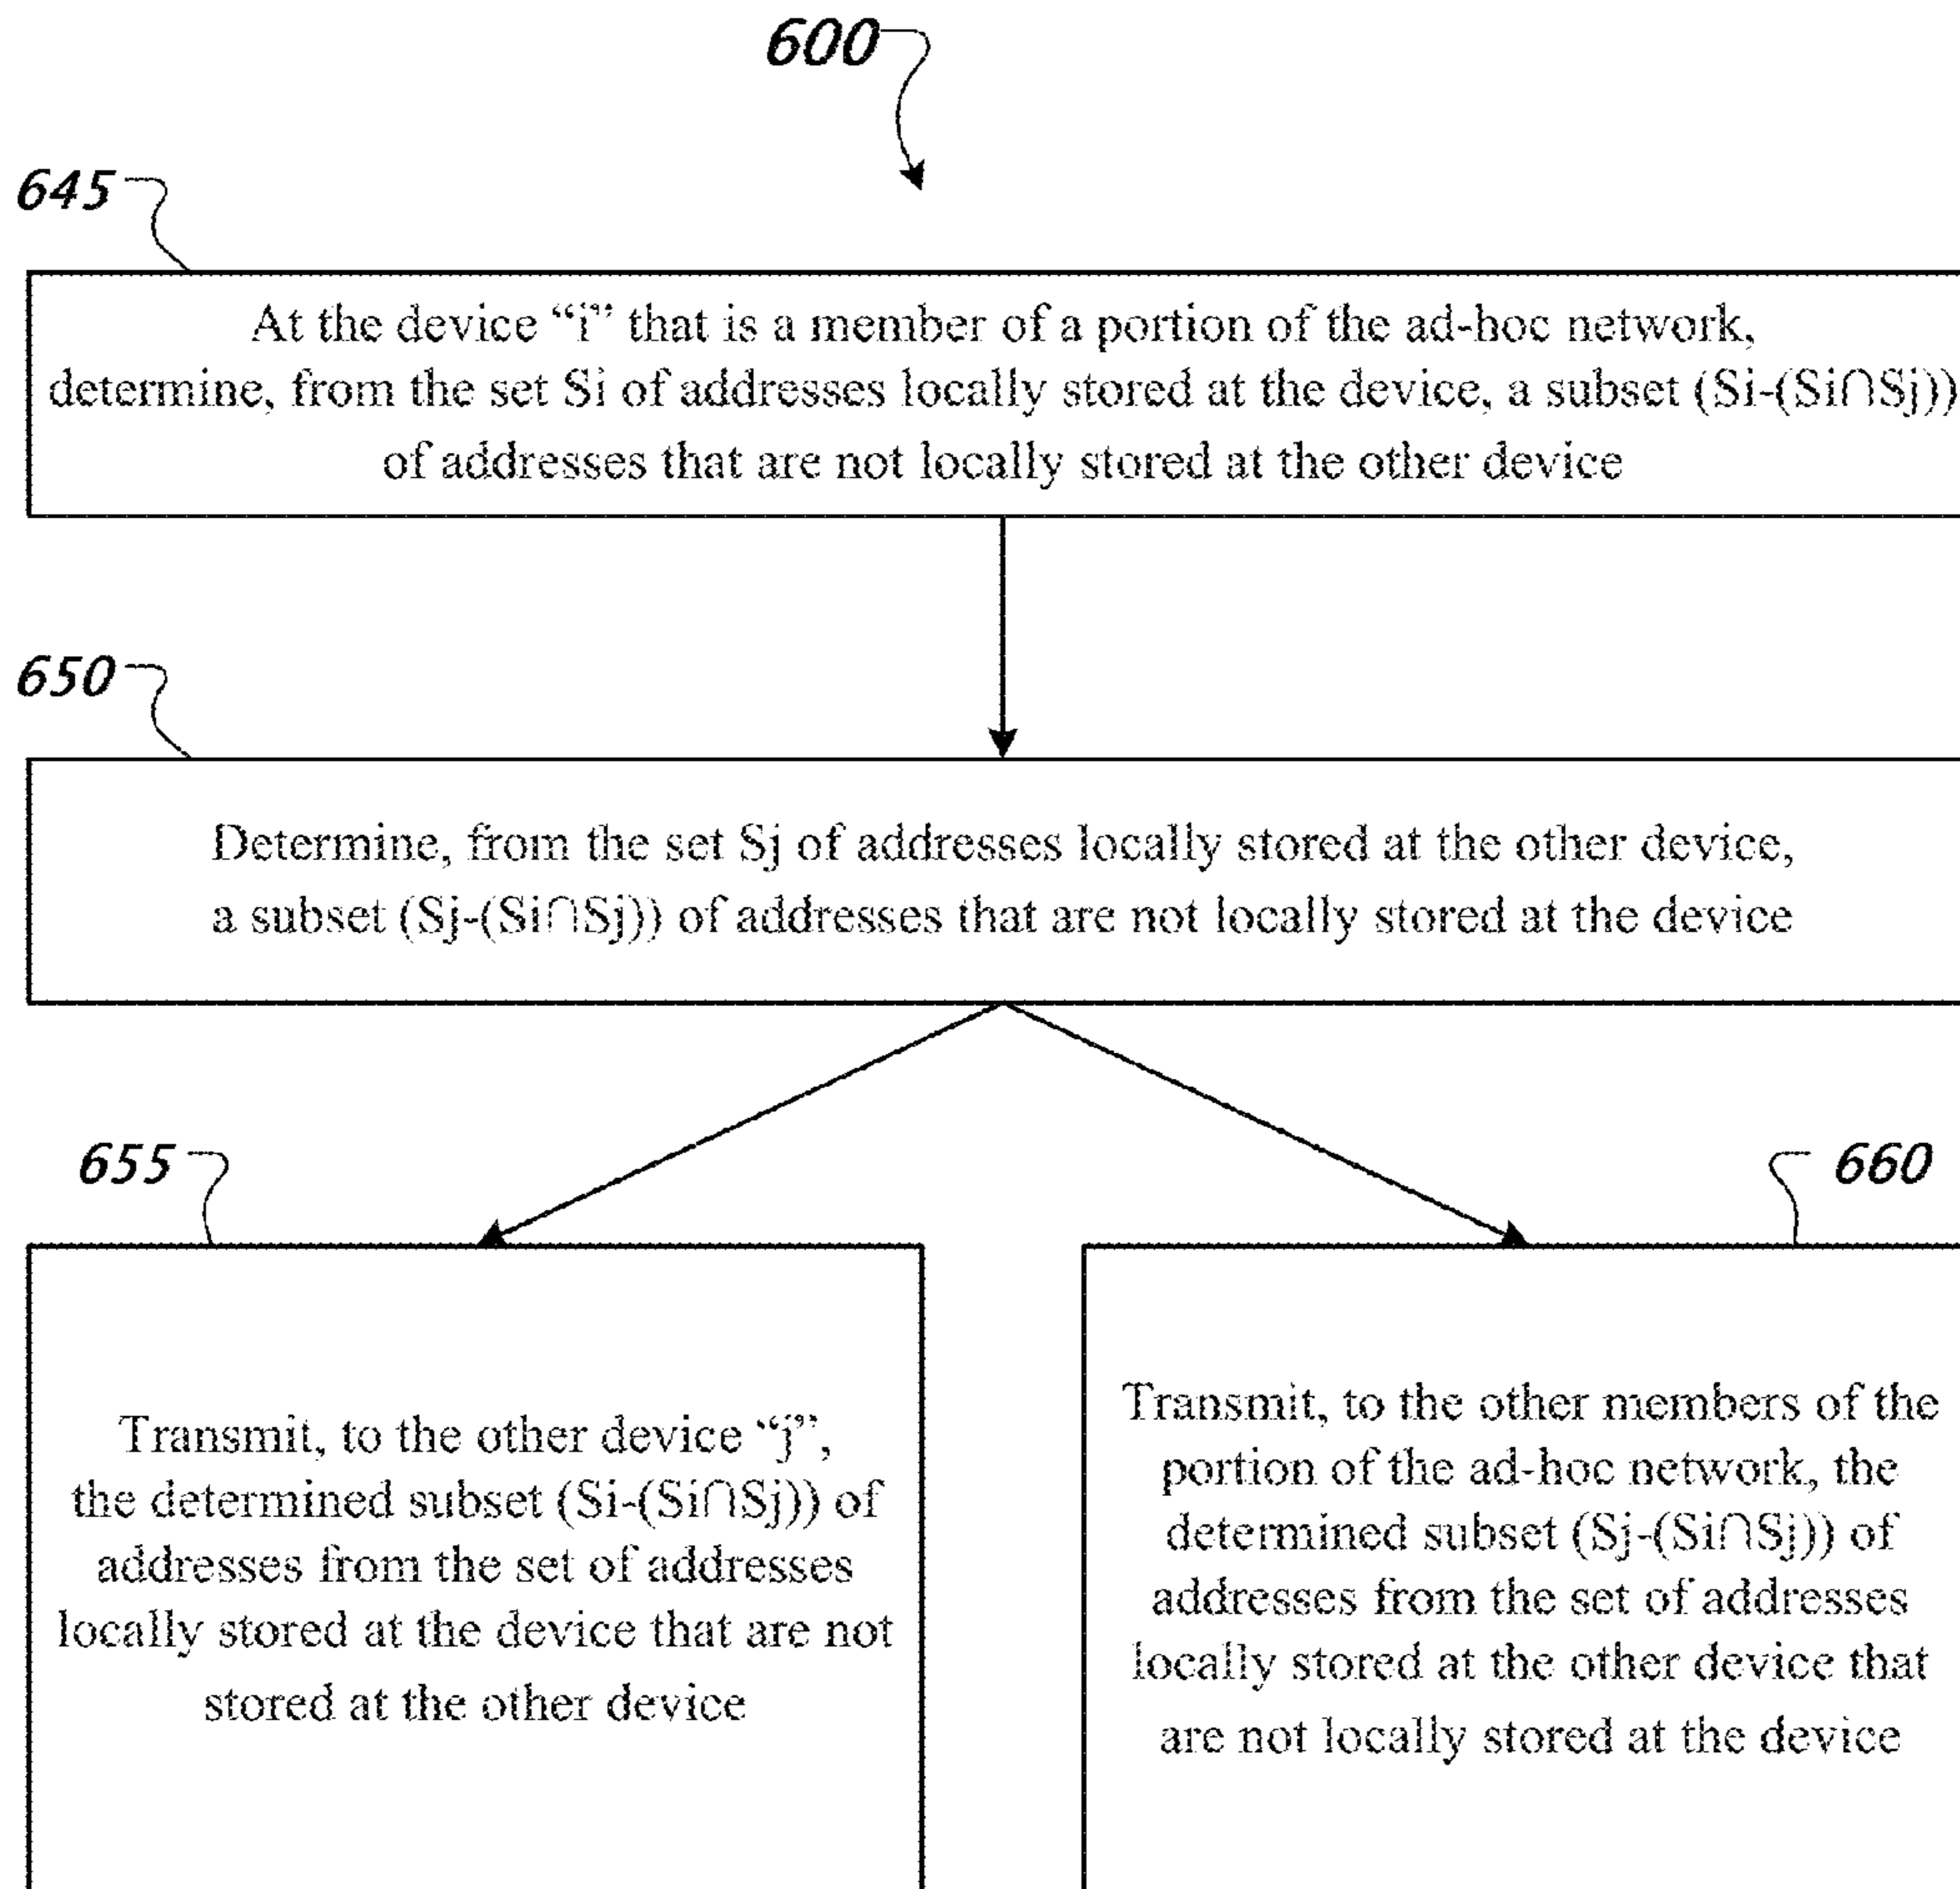 600
645
At the device “i” that is a member of a portion of the ad-hoc network,
determine, from the set Si of addresses locally stored at the device, a subset (Si-(Si∩Sj))
of addresses that are not locally stored at the other device
650
Determine, from the set Sj of addresses locally stored at the other device,
a subset (Sj-(Si∩Sj)) of addresses that are not locally stored at the device
655
Transmit, to the other device “j”,
the determined subset (Si-(Si∩Sj)) of
addresses from the set of addresses
locally stored at the device that are not
stored at the other device
660
Transmit, to the other members of the
portion of the ad-hoc network, the
determined subset (Sj-(Si∩Sj)) of
addresses from the set of addresses
locally stored at the other device that
are not locally stored at the device